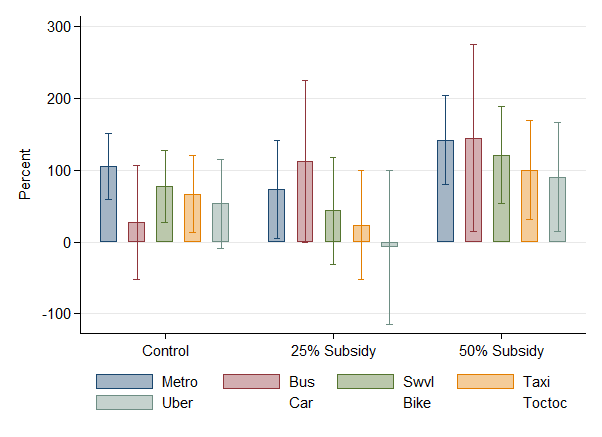 300
200
100
0
-100
Percent
Control 25% Subsidy 50% Subsidy
Metro Bus Swvl Taxi
Uber Car Bike Toctoc